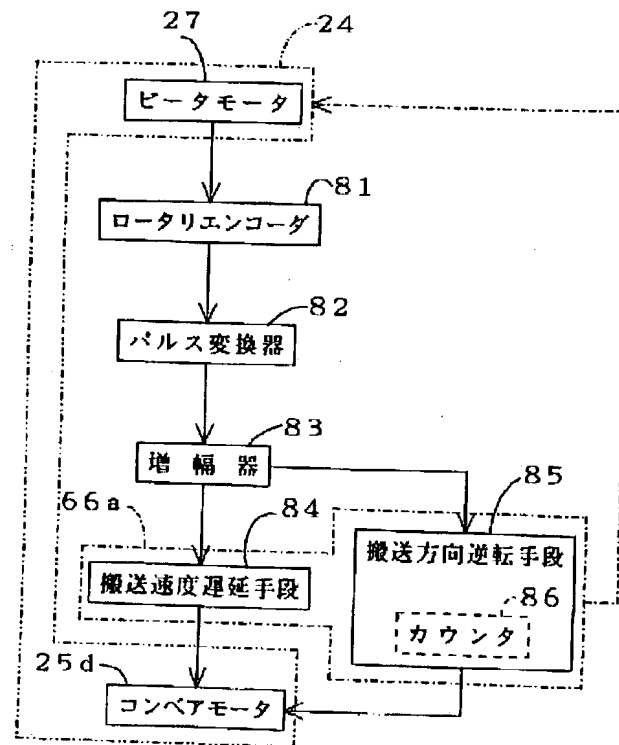 24
27
ビータモータ
81
ロータリエンコーダ
82
パルス変換器
83
増幅器
85
66a
84
搬送方向逆転手段
搬送速度遅延手段
86
カウンタ
25d
コンベアモータ